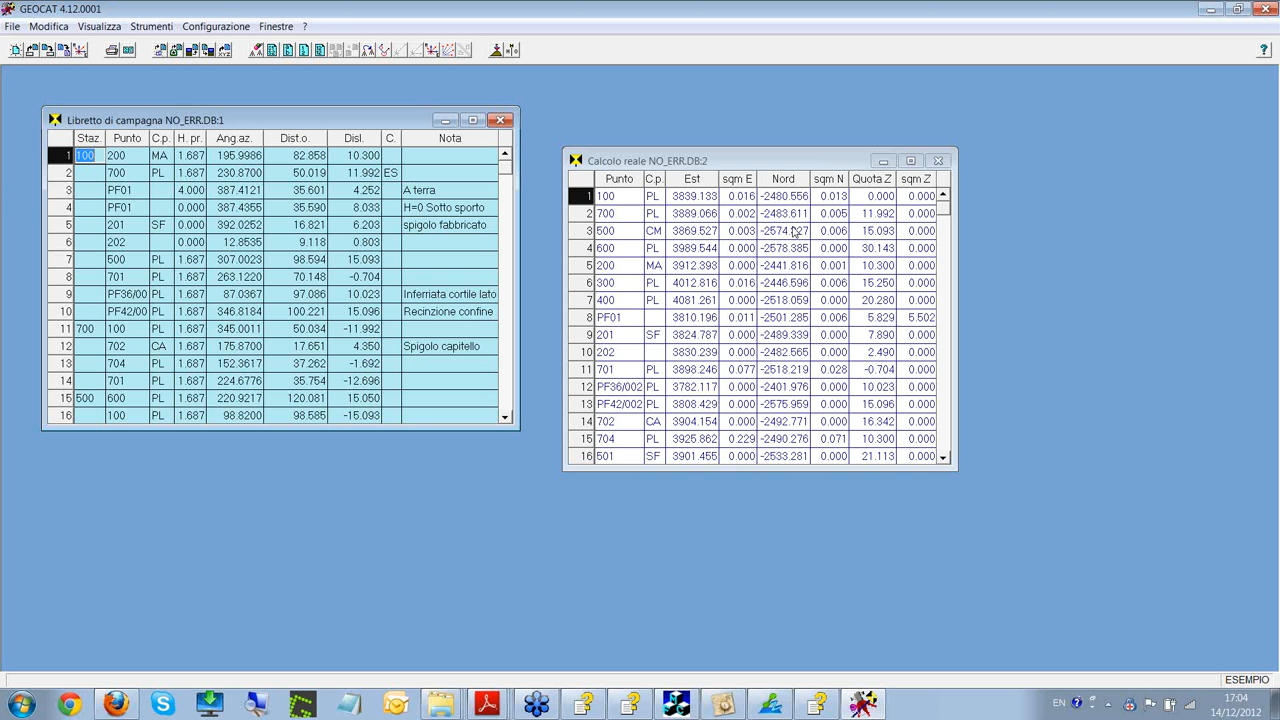 GEOCAT 4.12.0001
File Modifica Visualizza Strumenti Configurazione Finestre ?
Libretto di campagna NO_ERR.DB:1
Staz. Punto C.p. H. pr. Ang.az. Dist.o. Disl. C. Nota
1 100 200 MA 1.687 195.9986 82.858 10.300
2 700 PL 1.687 230.8700 50.019 11.992 ES
3 PF01 4.000 387.4121 35.601 4.252 A terra
4 PF01 0.000 387.4355 35.590 8.033 H=0 Sotto sporto
5 201 SF 0.000 392.0252 16.821 6.203 spigolo fabbricato
6 202 0.000 12.8535 9.118 0.803
7 500 PL 1.687 307.0023 98.594 15.093
8 701 PL 1.687 263.1220 70.148 -0.704
9 PF36/00 PL 1.687 87.0367 97.086 10.023 Inferriata cortile lato
10 PF42/00 PL 1.687 346.8184 100.221 15.096 Recinzione confine
11 700 100 PL 1.687 345.0011 50.034 -11.992
12 702 CA 1.687 175.8700 17.651 4.350 Spigolo capitello
13 704 PL 1.687 152.3617 37.262 -1.692
14 701 PL 1.687 224.6776 35.754 -12.696
15 500 600 PL 1.687 220.9217 120.081 15.050
16 100 PL 1.687 98.8200 98.585 -15.093
Calcolo reale NO_ERR.DB:2
Punto C.p. Est sqm E Nord sqm N Quota Z sqm Z
1 100 PL 3839.133 0.016 -2480.556 0.013 0.000 0.000
2 700 PL 3889.066 0.002 -2483.611 0.005 11.992 0.000
3 500 CM 3869.527 0.003 0.006 15.093 0.000
4 600 PL 3989.544 0.000 -2578.385 0.000 30.143 0.000
5 200 MA 3912.393 0.000 -2441.816 0.001 10.300 0.000
6 300 PL 4012.816 0.016 -2446.596 0.006 15.250 0.000
7 400 PL 4081.261 0.000 -2518.059 0.000 20.280 0.000
8 PF01 3810.196 0.011 -2501.285 0.006 5.829 5.502
9 201 SF 3824.787 0.000 -2489.339 0.000 7.890 0.000
10 202 3830.239 0.000 -2482.565 0.000 2.490 0.000
11 701 PL 3898.246 0.077 -2518.219 0.028 -0.704 0.000
12 PF36/002 PL 3782.117 0.000 -2401.976 0.000 10.023 0.000
13 PF42/002 PL 3808.429 0.000 -2575.959 0.000 15.096 0.000
14 702 CA 3904.154 0.000 -2492.771 0.000 16.342 0.000
15 704 PL 3925.862 0.229 -2490.276 0.071 10.300 0.000
16 501 SF 3901.455 0.000 -2533.281 0.000 21.113 0.000
ESEMPIO
EN 17:04
14/12/2012